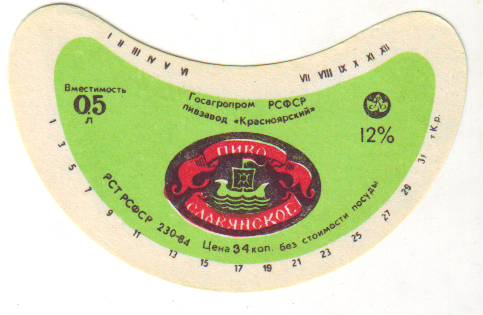 I II III IV V VI
VII VIII IX X XI XII
Вместимость
0,5
л
Госагропром РСФСР
пивзавод «Красноярский»
12%
ПИВО
СЛАВЯНСКОЕ
РСТ РСФСР 230-84 Цена 34 коп. без стоимости посуды
1 3 5 7 9 11 13 15 17 19 21 23 25 27 29 31 т.К.р.